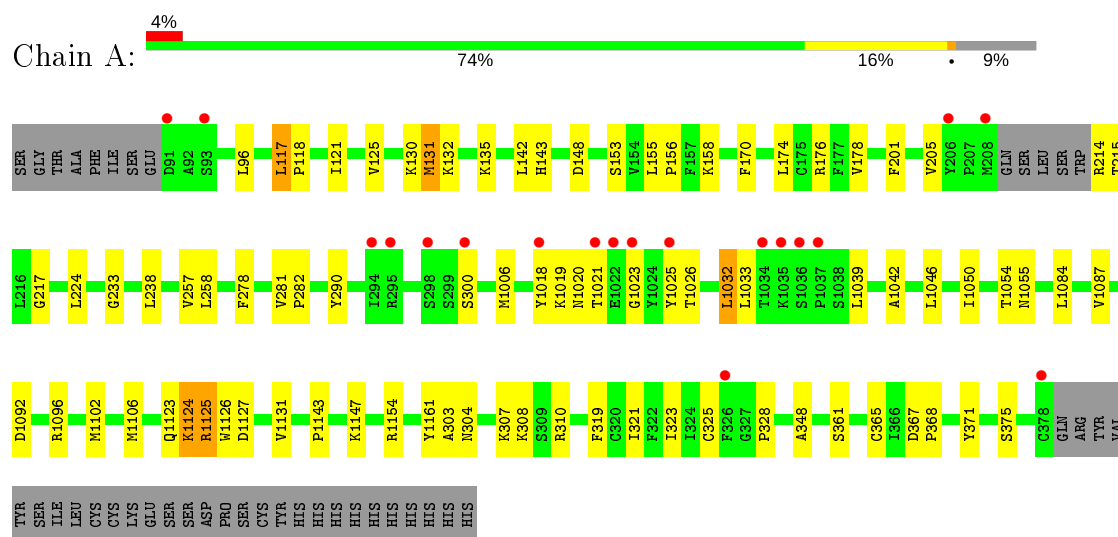 4%
Chain A:
74% 16% • 9%
SER GLY THR ALA PHE ILE SER GLU D91 A92 S93 L96 L117 P118 I121 V125 K130 M131 K132 K135 L142 H143 D148 S153 V154 L155 P156 F157 K158 F170 L174 C175 R176 F177 V178 F201 V205 Y206 P207 M208 GLN SER LEU SER TRP R214 T215
L216 G217 L224 G233 L238 V257 L258 F278 V281 P282 Y290 I294 R295 S298 S299 S300 M1006 Y1018 K1019 N1020 T1021 E1022 G1023 Y1024 Y1025 T1026 L1032 L1033 T1034 K1035 S1036 P1037 S1038 L1039 A1042 L1046 I1050 T1054 N1055 L1084 V1087
D1092 R1096 M1102 M1106 Q1123 K1124 R1125 W1126 D1127 V1131 P1143 K1147 R1154 Y1161 A303 N304 K307 K308 S309 R310 F319 C320 I321 F322 I323 I324 C325 F326 G327 P328 A348 S361 C365 I366 D367 P368 Y371 S375 C378 GLN ARG TYR VAL
TYR SER ILE LEU CYS CYS LYS GLU SER SER ASP PRO SER CYS TYR HIS HIS HIS HIS HIS HIS HIS HIS HIS HIS